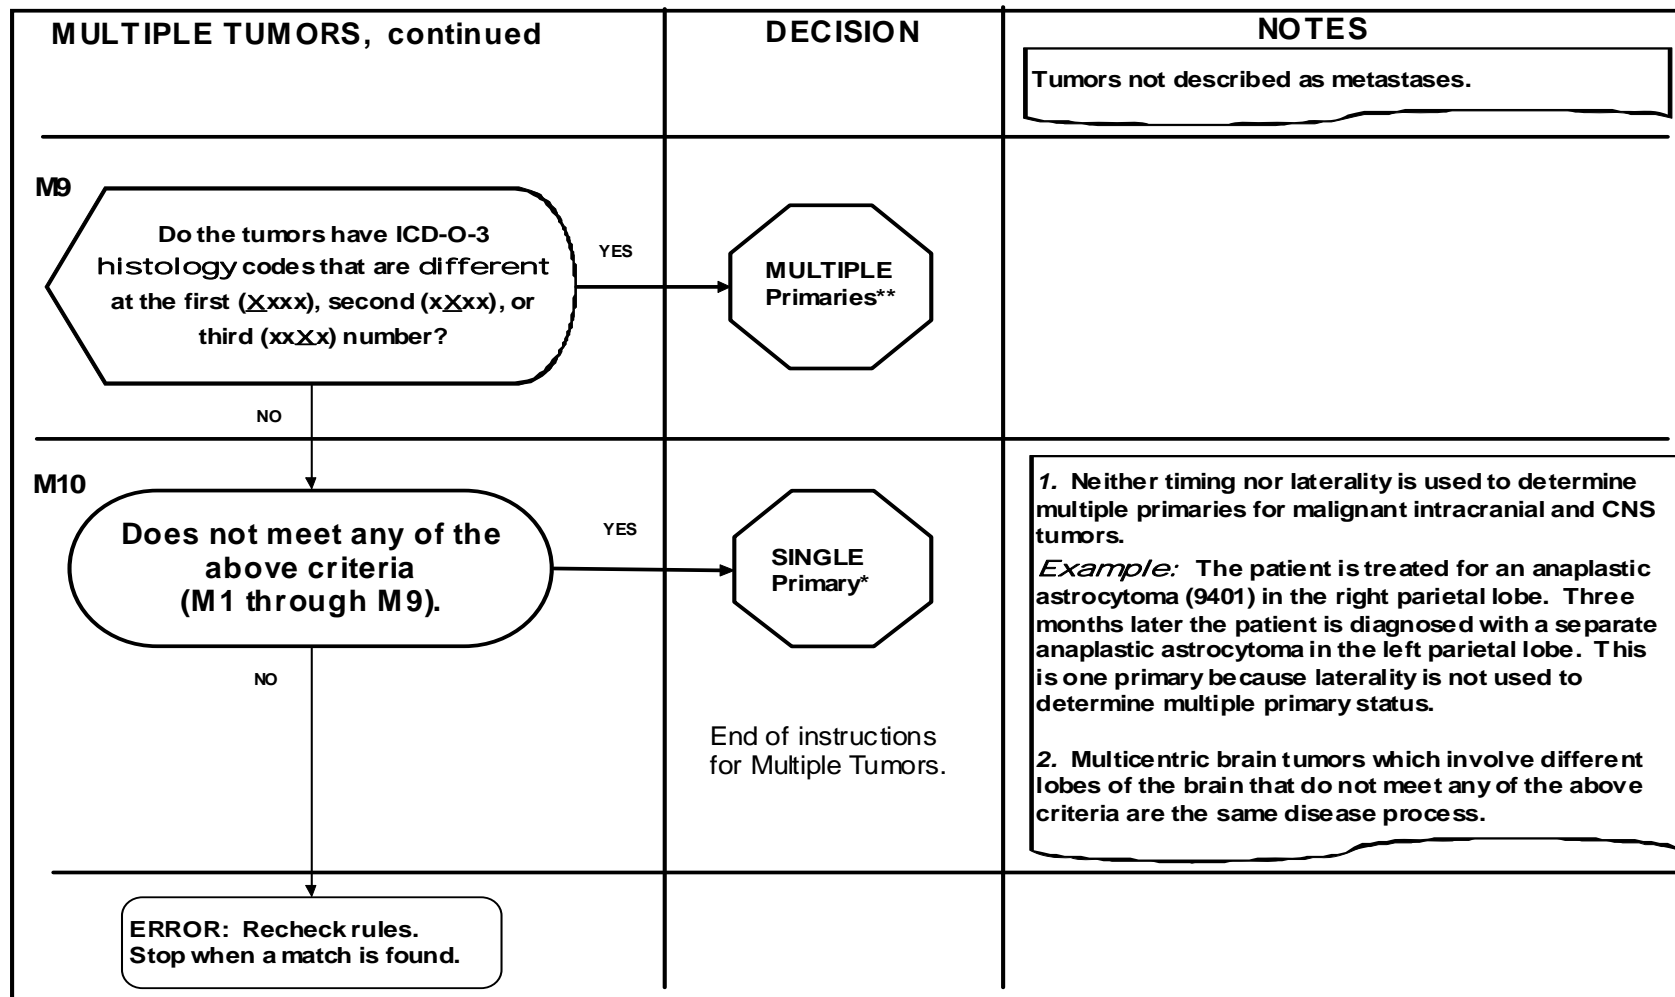 MULTIPLE TUMORS, continued
DECISION
NOTES
Tumors not described as metastases.
M9
Do the tumors have ICD-O-3
histology codes that are different
at the first (Xxxx), second (xXxx), or
third (xxXx) number?
YES
MULTIPLE
Primaries**
NO
M10
Does not meet any of the
above criteria
(M1 through M9).
YES
SINGLE
Primary*
NO
End of instructions
for Multiple Tumors.
1. Neither timing nor laterality is used to determine
multiple primaries for malignant intracranial and CNS
tumors.
Example: The patient is treated for an anaplastic
astrocytoma (9401) in the right parietal lobe. Three
months later the patient is diagnosed with a separate
anaplastic astrocytoma in the left parietal lobe. This
is one primary because laterality is not used to
determine multiple primary status.
2. Multicentric brain tumors which involve different
lobes of the brain that do not meet any of the above
criteria are the same disease process.
ERROR: Recheck rules.
Stop when a match is found.